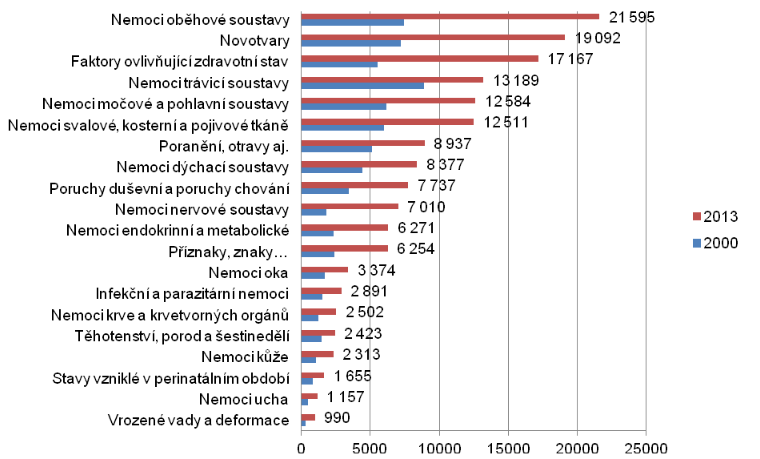 Nemoci oběhové soustavy 21 595
Novotvary 19 092
Faktory ovlivňující zdravotní stav 17 167
Nemoci trávicí soustavy 13 189
Nemoci močové a pohlavní soustavy 12 584
Nemoci svalové, kosterní a pojivové tkáně 12 511
Poranění, otravy aj. 8 937
Nemoci dýchací soustavy 8 377
Poruchy duševní a poruchy chování 7 737
Nemoci nervové soustavy 7 010
Nemoci endokrinní a metabolické 6 271
Příznaky, znaky… 6 254
Nemoci oka 3 374
Infekční a parazitární nemoci 2 891
Nemoci krve a krvetvorných orgánů 2 502
Těhotenství, porod a šestinedělí 2 423
Nemoci kůže 2 313
Stavy vzniklé v perinatálním období 1 655
Nemoci ucha 1 157
Vrozené vady a deformace 990
0 5000 10000 15000 20000 25000
2013
2000